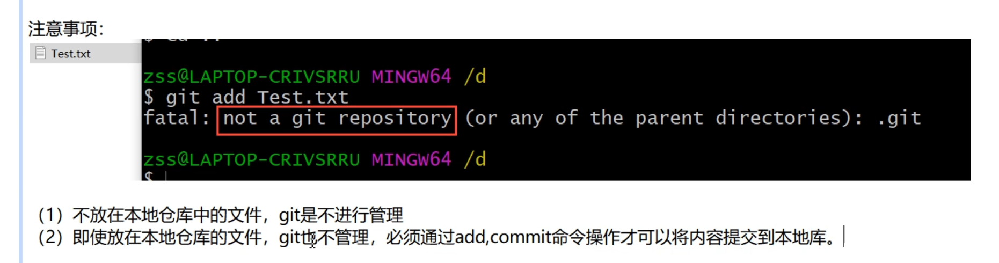 注意事项：
Test.txt
zss@LAPTOP-CRIVSRRU MINGW64 /d
$ git add Test.txt
fatal: not a git repository (or any of the parent directories): .git
zss@LAPTOP-CRIVSRRU MINGW64 /d
$
（1）不放在本地仓库中的文件，git是不进行管理
（2）即使放在本地仓库的文件，git也不管理，必须通过add,commit命令操作才可以将内容提交到本地库。